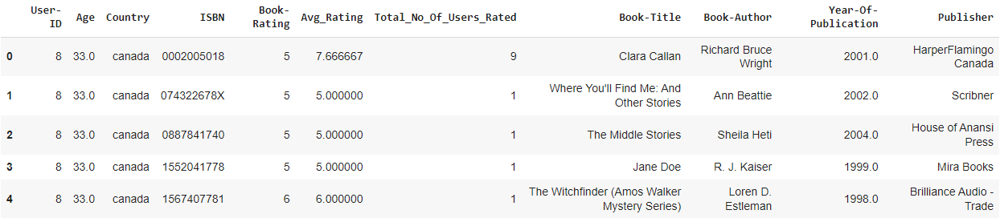 User-ID Age Country ISBN Book-Rating Avg_Rating Total_No_Of_Users_Rated Book-Title Book-Author Year-Of-Publication Publisher
0 8 33.0 canada 0002005018 5 7.666667 9 Clara Callan Richard Bruce Wright 2001.0 HarperFlamingo Canada
1 8 33.0 canada 074322678X 5 5.000000 1 Where You'll Find Me: And Other Stories Ann Beattie 2002.0 Scribner
2 8 33.0 canada 0887841740 5 5.000000 1 The Middle Stories Sheila Heti 2004.0 House of Anansi Press
3 8 33.0 canada 1552041778 5 5.000000 1 Jane Doe R. J. Kaiser 1999.0 Mira Books
4 8 33.0 canada 1567407781 6 6.000000 1 The Witchfinder (Amos Walker Mystery Series) Loren D. Estleman 1998.0 Brilliance Audio - Trade